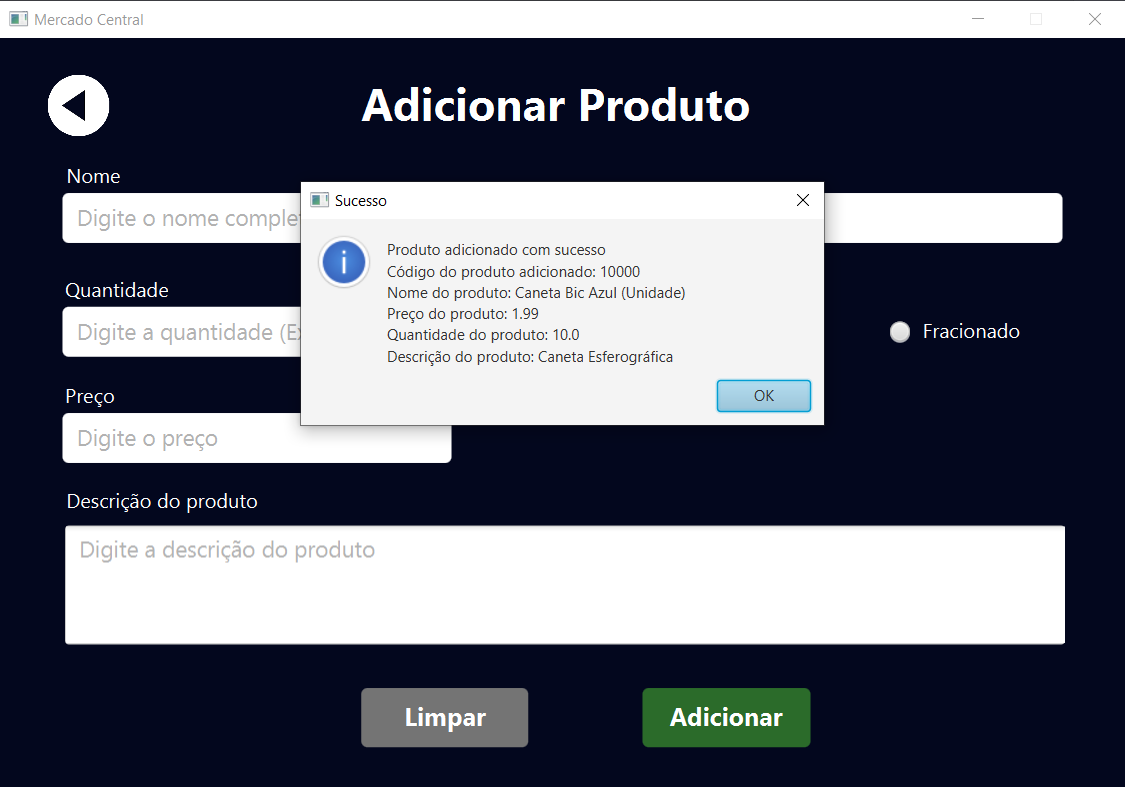 Mercado Central
Adicionar Produto
Nome
Digite o nome
Sucesso
Produto adicionado com sucesso
Código do produto adicionado: 10000
Nome do produto: Caneta Bic Azul (Unidade)
Preço do produto: 1.99
Quantidade do produto: 10.0
Descrição do produto: Caneta Esferográfica
OK
Quantidade
Digite a quantidade
Fracionado
Preço
Digite o preço
Descrição do produto
Digite a descrição do produto
Limpar
Adicionar